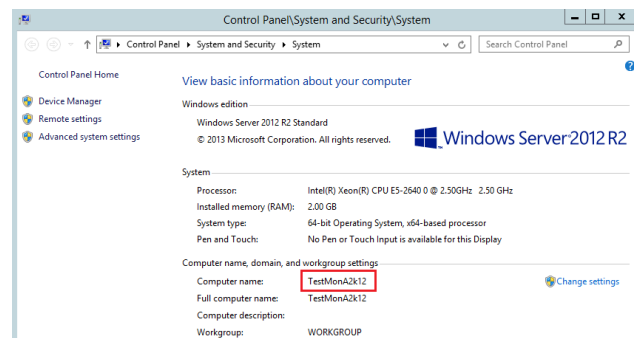 Control Panel\System and Security\System
Control Panel System and Security System
Search Control Panel
Control Panel Home
Device Manager
Remote settings
Advanced system settings
View basic information about your computer
Windows edition
Windows Server 2012 R2 Standard
© 2013 Microsoft Corporation. All rights reserved.
Windows Server 2012 R2
System
Processor: Intel(R) Xeon(R) CPU E5-2640 0 @ 2.50GHz 2.50 GHz
Installed memory (RAM): 2.00 GB
System type: 64-bit Operating System, x64-based processor
Pen and Touch: No Pen or Touch Input is available for this Display
Computer name, domain, and workgroup settings
Computer name: TestMonA2k12
Change settings
Full computer name: TestMonA2k12
Computer description:
Workgroup: WORKGROUP